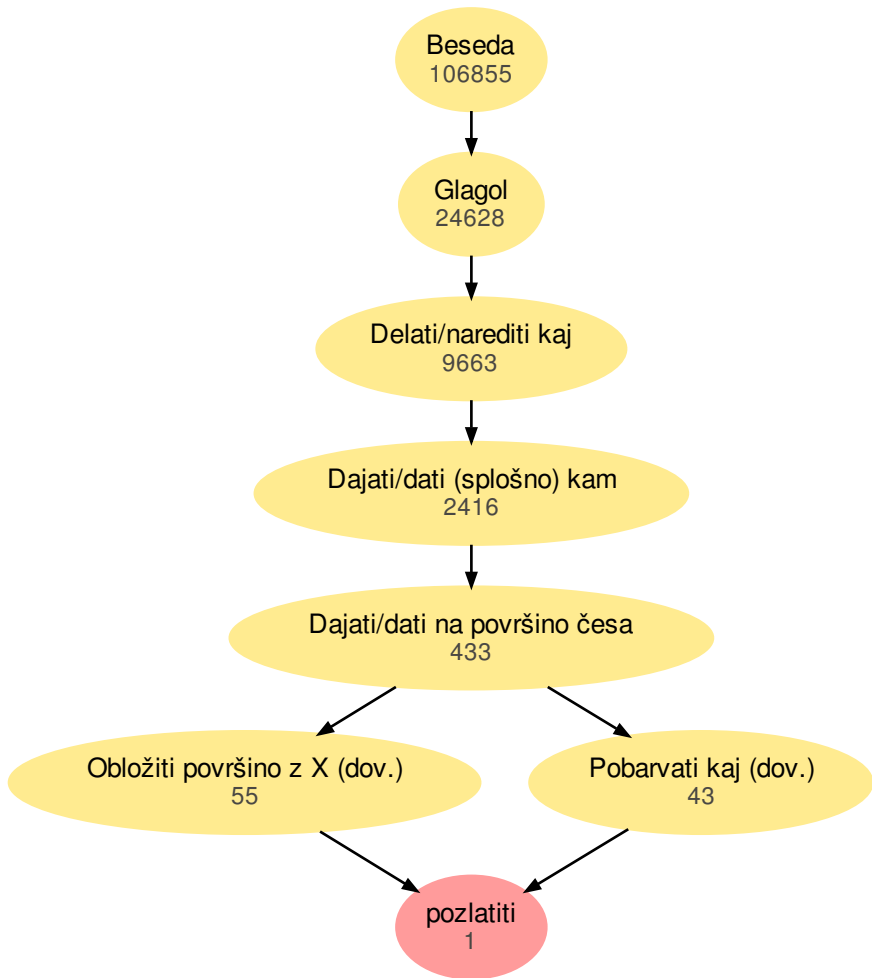 Beseda
106855
Glagol
24628
Delati/narediti kaj
9663
Dajati/dati (splošno) kam
2416
Dajati/dati na površino česa
433
Obložiti površino z X (dov.)
55
Pobarvati kaj (dov.)
43
pozlatiti
1